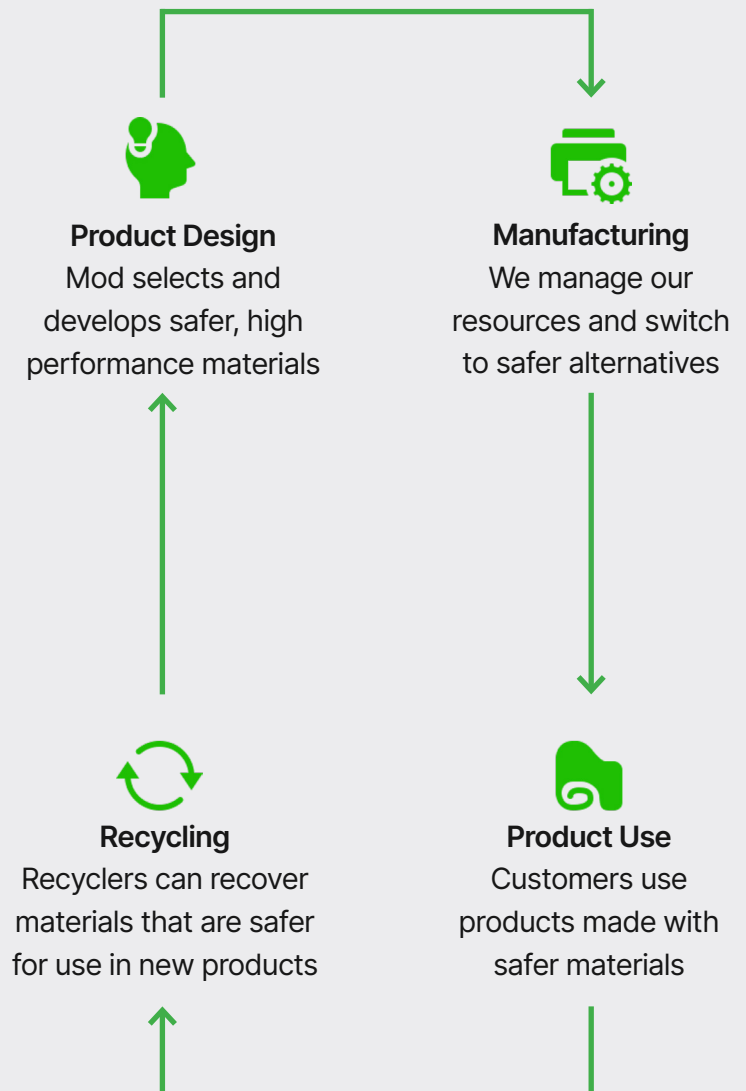 Product Design
Mod selects and
develops safer, high
performance materials
Manufacturing
We manage our
resources and switch
to safer alternatives
Recycling
Recyclers can recover
materials that are safer
for use in new products
Product Use
Customers use
products made with
safer materials